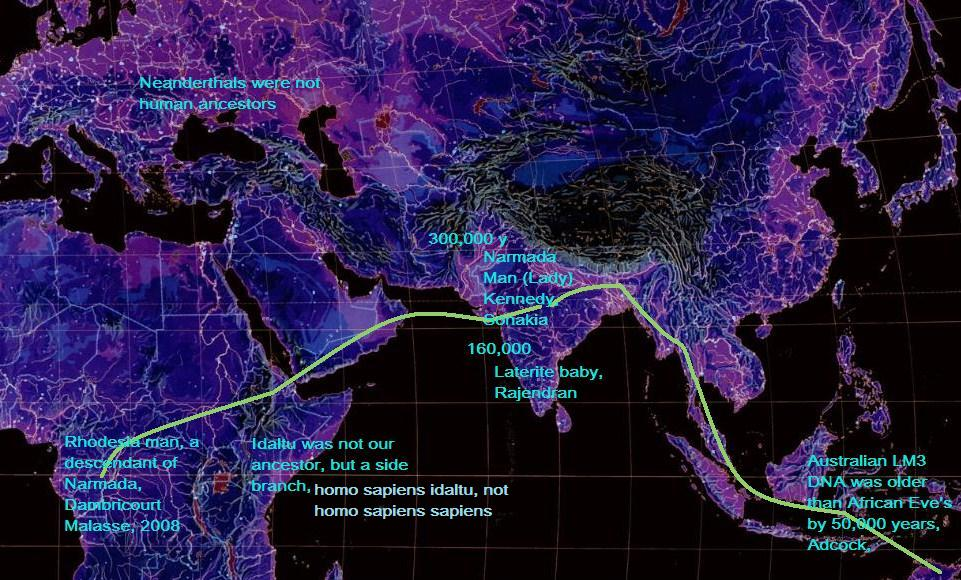 Neanderthals were not
human ancestors
300,000 y
Narmada
Man (Lady)
Kennedy,
Sonakia
160,000
Laterite baby,
Rajendran
Rhodesia man, a
descendant of
Narmada,
Dambricourt
Malasse, 2008
Idaltu was not our
ancestor, but a side
branch,
homo sapiens idaltu, not
homo sapiens sapiens
Australian LM3
DNA was older
than African Eve's
by 50,000 years,
Adcock,